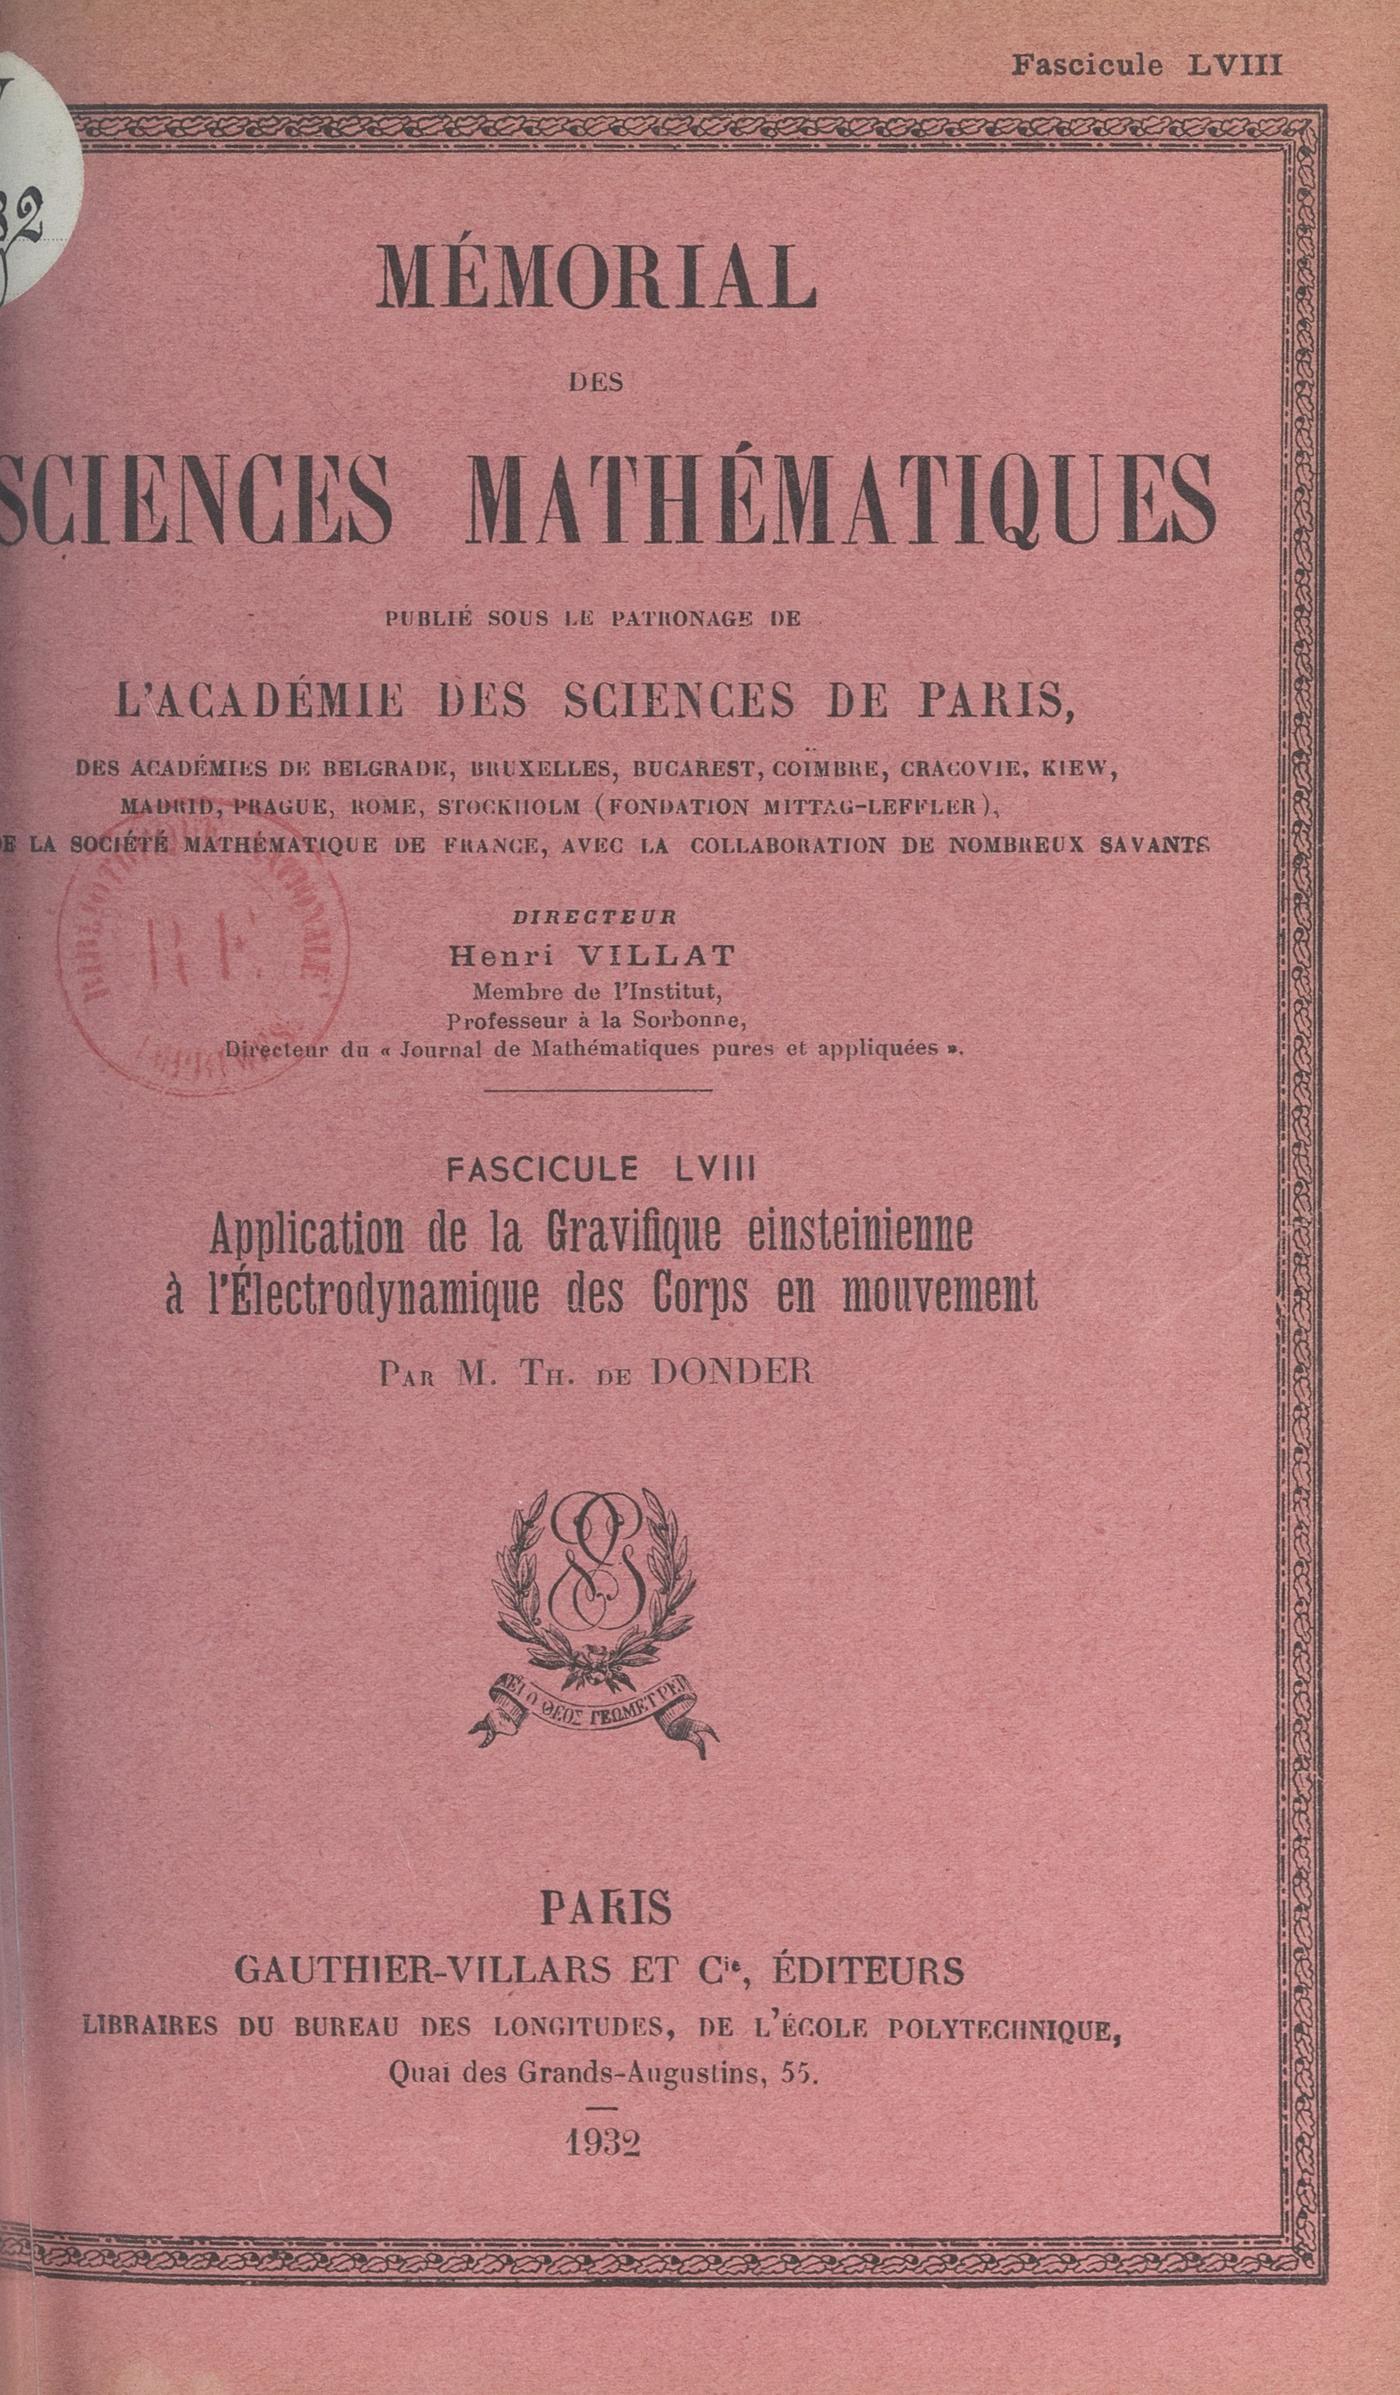 Fascicule LVIII
32
MÉMORIAL
DES
SCIENCES MATHÉMATIQUES
PUBLIÉ SOUS LE PATRONAGE DE
L'ACADÉMIE DES SCIENCES DE PARIS,
DES ACADÉMIES DE BELGRADE, BRUXELLES, BUCAREST, COÏMBRE, CRACOVIE, KIEW,
MADRID, PRAGUE, ROME, STOCKHOLM (FONDATION MITTAG-LEFFLER),
DE LA SOCIÉTÉ MATHÉMATIQUE DE FRANCE, AVEC LA COLLABORATION DE NOMBREUX SAVANTS
DIRECTEUR
Henri VILLAT
Membre de l'Institut,
Professeur à la Sorbonne,
Directeur du « Journal de Mathématiques pures et appliquées ».
FASCICULE LVIII
Application de la Gravifique einsteinienne
à l'Électrodynamique des Corps en mouvement
PAR M. TH. DE DONDER
ΑΕΙ Ο ΘΕΟΣ ΓΕΩΜΕΤΡΕΙ
PARIS
GAUTHIER-VILLARS ET Cie, ÉDITEURS
LIBRAIRES DU BUREAU DES LONGITUDES, DE L'ÉCOLE POLYTECHNIQUE,
Quai des Grands-Augustins, 55.
1932